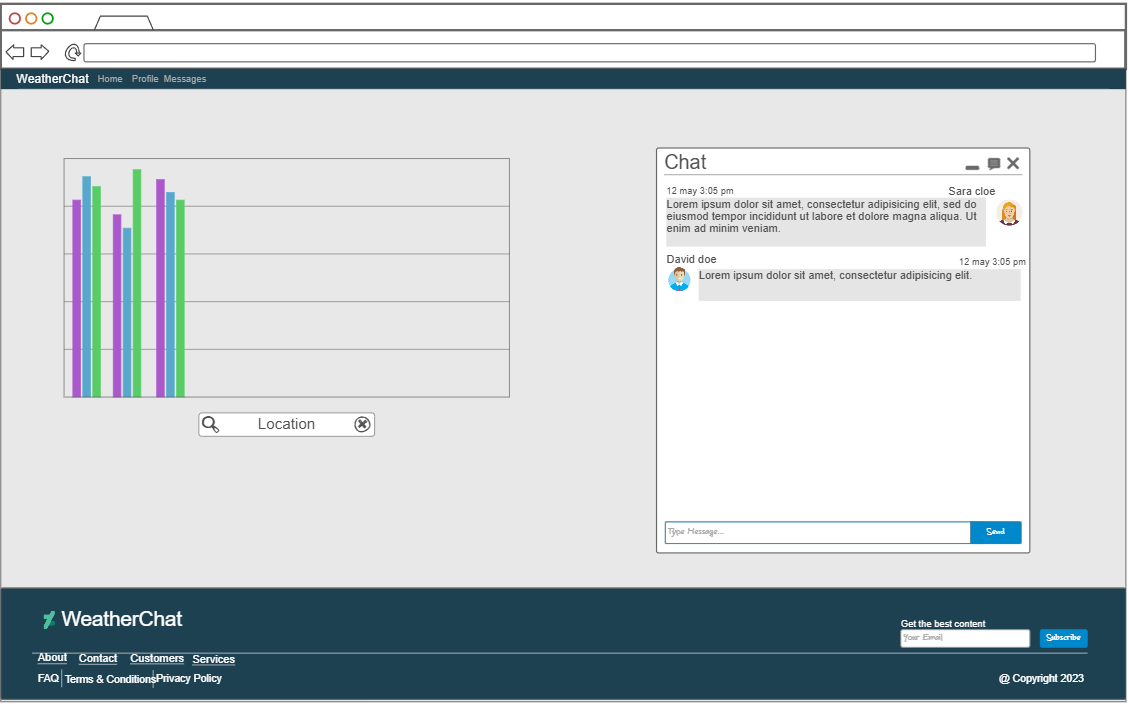 WeatherChat Home Profile Messages
Chat
12 may 3:05 pm
Sara cloe
Lorem ipsum dolor sit amet, consectetur adipisicing elit, sed do
eiusmod tempor incididunt ut labore et dolore magna aliqua. Ut
enim ad minim veniam.
David doe
12 may 3:05 pm
Lorem ipsum dolor sit amet, consectetur adipisicing elit.
Location
Type Message...
Send
WeatherChat
Get the best content
Your Email
Subscribe
About Contact Customers Services
FAQ Terms & Conditions Privacy Policy
@ Copyright 2023